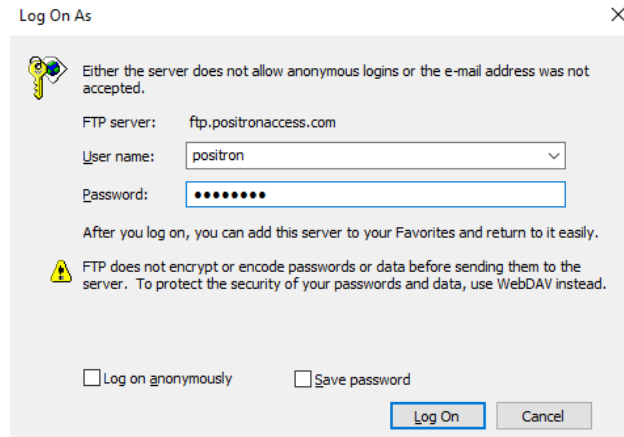 Log On As
Either the server does not allow anonymous logins or the e-mail address was not
accepted.
FTP server: ftp.positronaccess.com
User name: positron
Password: ●●●●●●●●
After you log on, you can add this server to your Favorites and return to it easily.
FTP does not encrypt or encode passwords or data before sending them to the
server. To protect the security of your passwords and data, use WebDAV instead.
Log on anonymously Save password
Log On Cancel